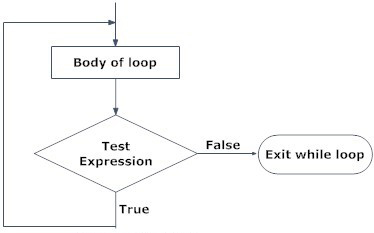 Body of loop
Test
Expression
False
Exit while loop
True